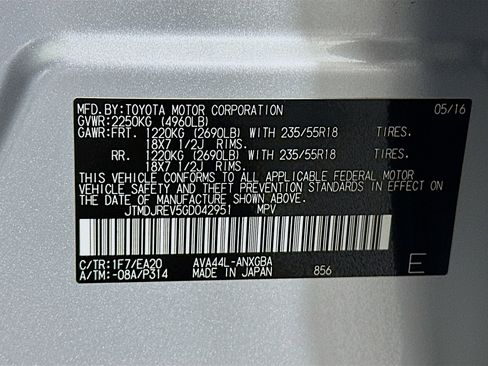 MFD.BY:TOYOTA MOTOR CORPORATION 05/16
GVWR:2250KG (4960LB)
GAWR:FRT. 1220KG (2690LB) WITH 235/55R18 TIRES.
18X7 1/2J RIMS.
RR. 1220KG (2690LB) WITH 235/55R18 TIRES.
18X7 1/2J RIMS.
THIS VEHICLE CONFORMS TO ALL APPLICABLE FEDERAL MOTOR
VEHICLE SAFETY AND THEFT PREVENTION STANDARDS IN EFFECT ON
THE DATE OF MANUFACTURE SHOWN ABOVE.
JTMDJREV5GD042951 MPV
C/TR:1F7/EA20 AVA44L-ANXGBA
A/TM:-08A/P314 MADE IN JAPAN 856 E